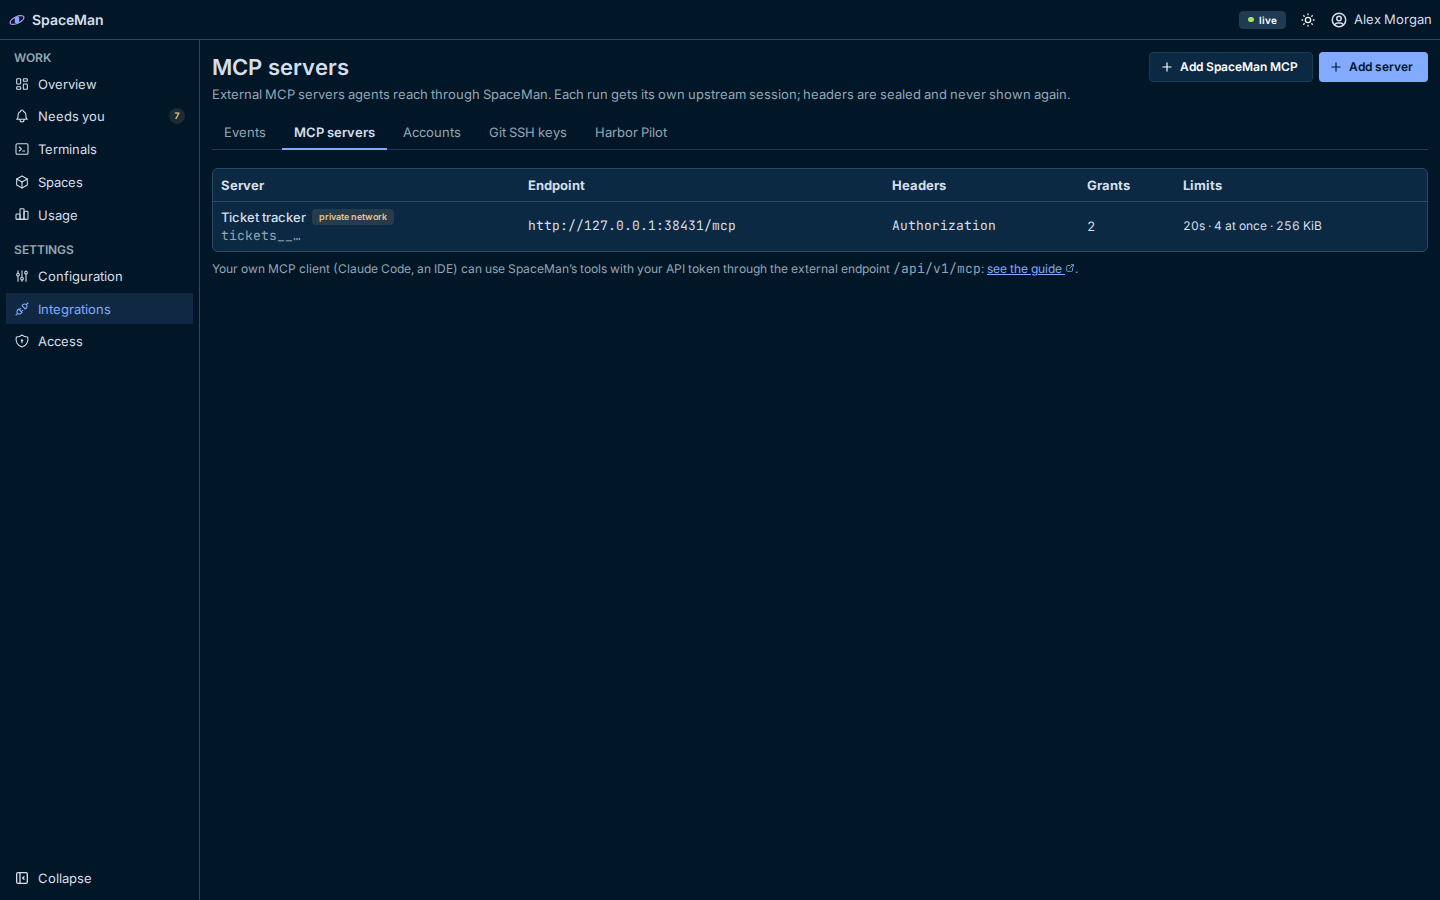 SpaceMan
live
Alex Morgan
WORK
Overview
Needs you
7
Terminals
Spaces
Usage
SETTINGS
Configuration
Integrations
Access
Collapse
MCP servers
Add SpaceMan MCP
Add server
External MCP servers agents reach through SpaceMan. Each run gets its own upstream session; headers are sealed and never shown again.
Events MCP servers Accounts Git SSH keys Harbor Pilot
Server Endpoint Headers Grants Limits
Ticket tracker private network http://127.0.0.1:38431/mcp Authorization 2 20s · 4 at once · 256 KiB
tickets__…
Your own MCP client (Claude Code, an IDE) can use SpaceMan's tools with your API token through the external endpoint /api/v1/mcp: see the guide.